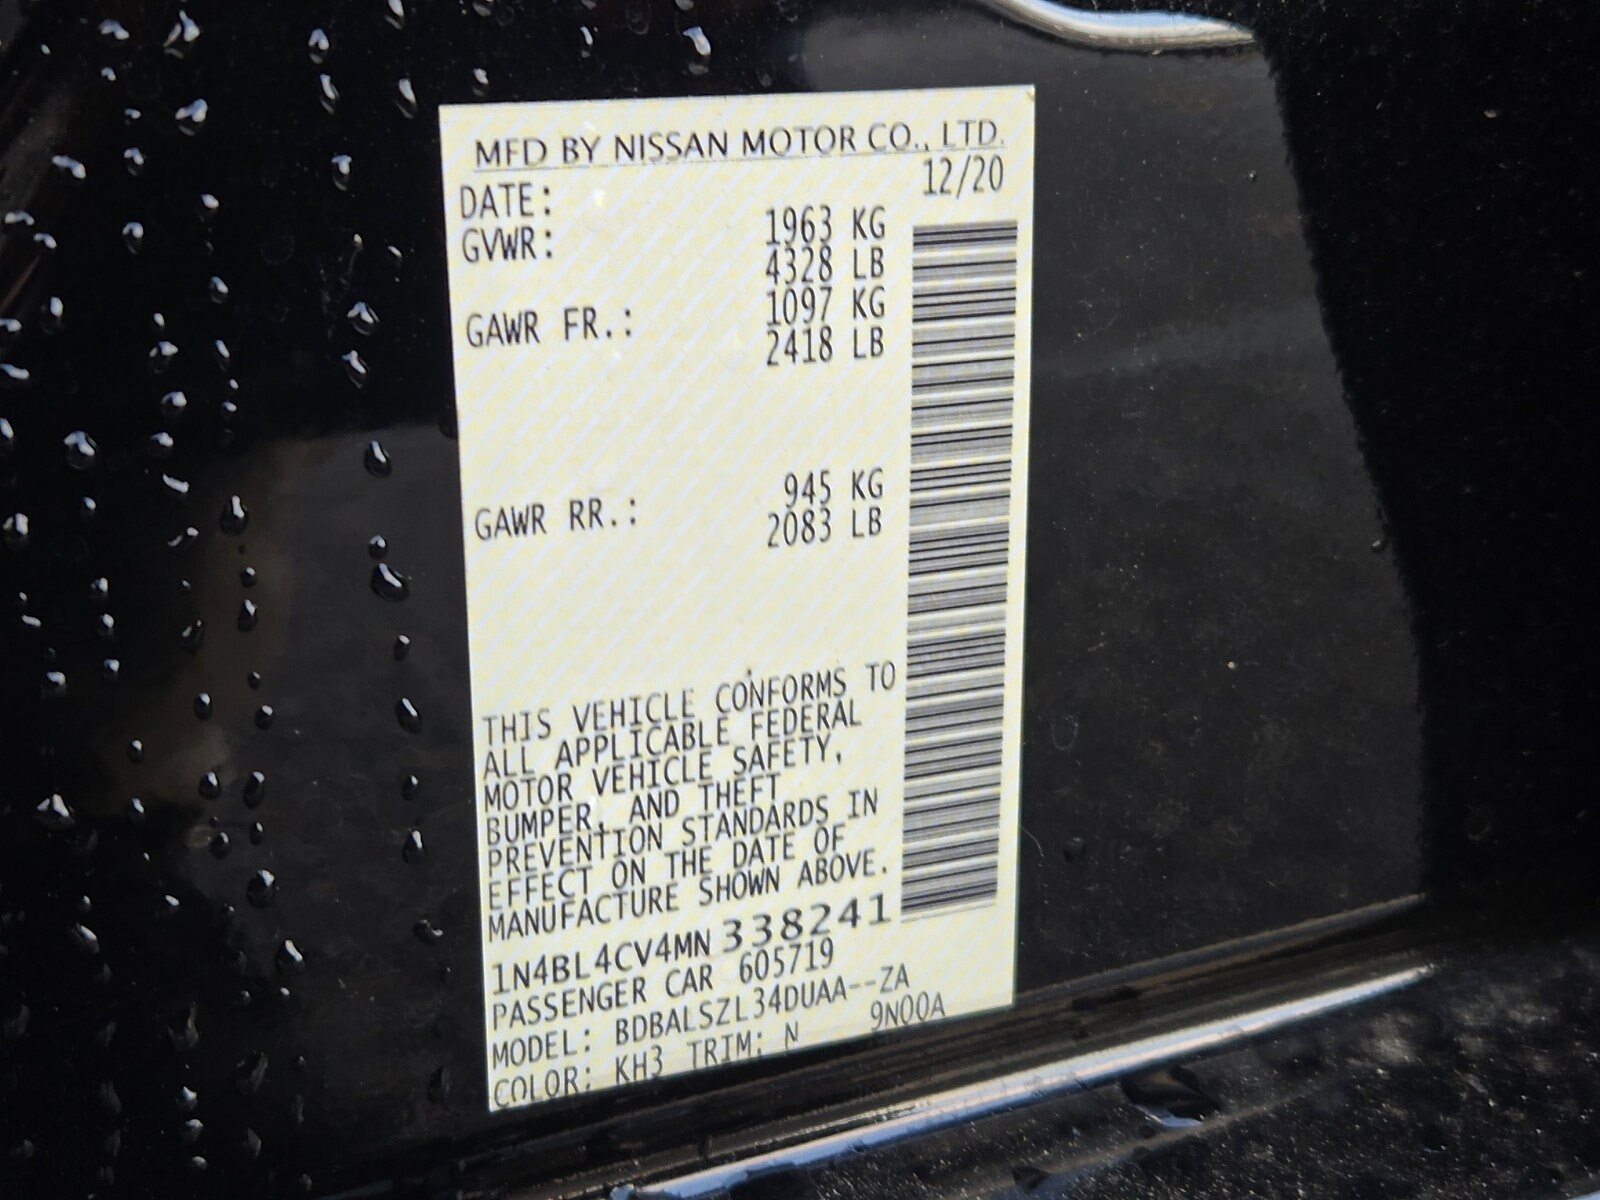 MFD BY NISSAN MOTOR CO., LTD.
DATE: 12/20
GVWR: 1963 KG
4328 LB
GAWR FR.: 1097 KG
2418 LB
GAWR RR.: 945 KG
2083 LB
THIS VEHICLE CONFORMS TO
ALL APPLICABLE FEDERAL
MOTOR VEHICLE SAFETY,
BUMPER, AND THEFT
PREVENTION STANDARDS IN
EFFECT ON THE DATE OF
MANUFACTURE SHOWN ABOVE.
1N4BL4CV4MN338241
PASSENGER CAR 605719
MODEL: BDBALSZL34DUAA--ZA
COLOR: KH3 TRIM: N 9N00A